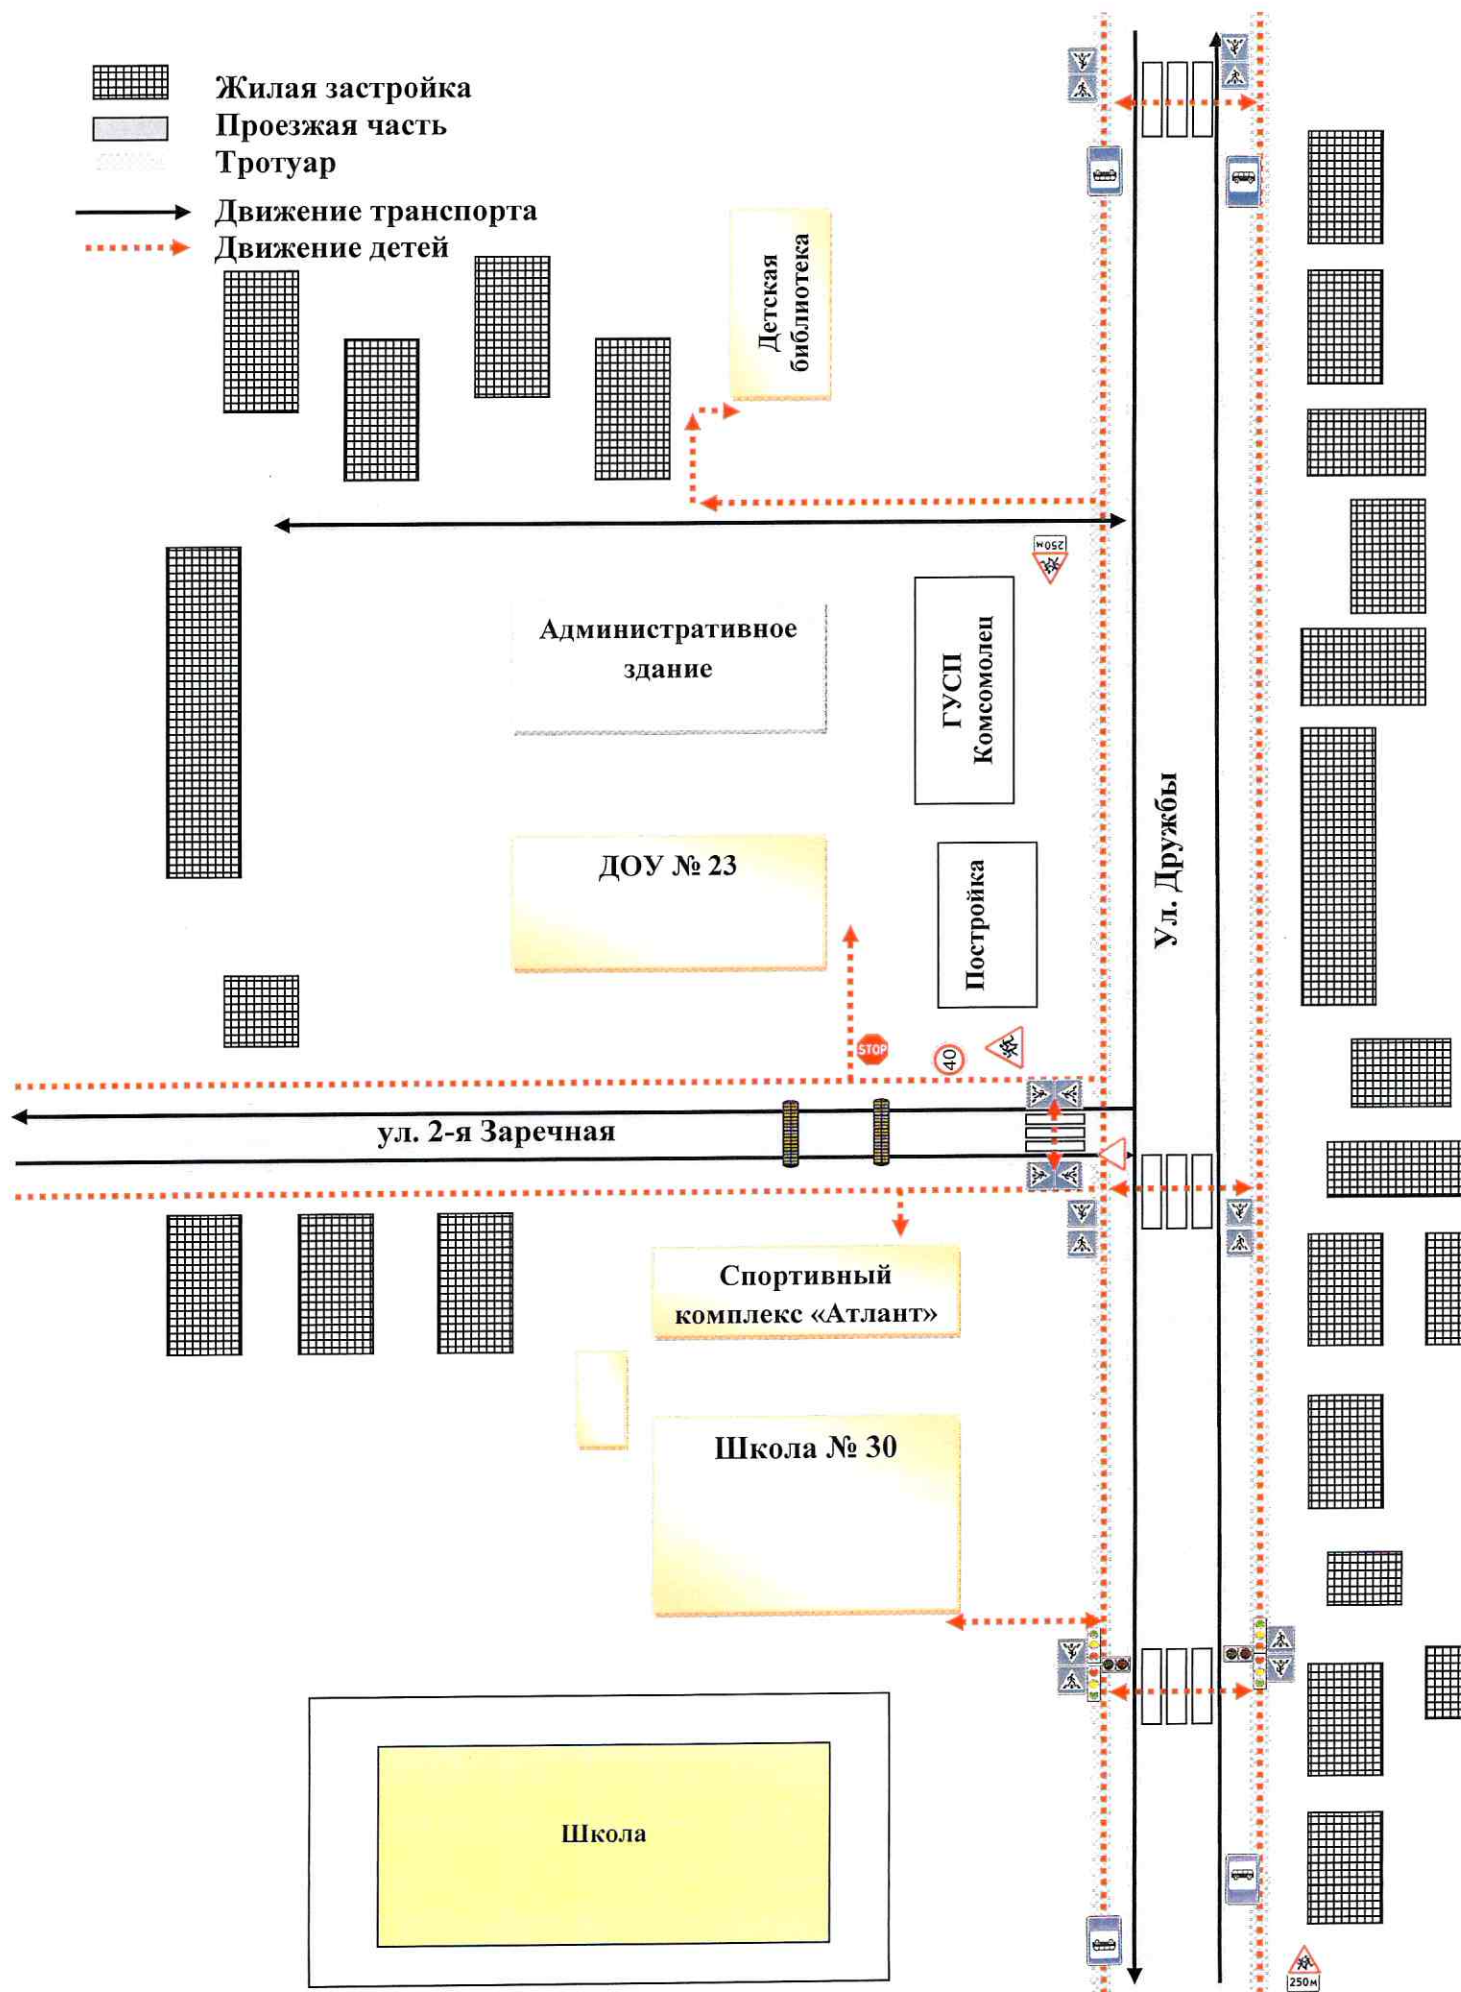 Жилая застройка
Проезжая часть
Тротуар
Движение транспорта
Движение детей
Детская
библиотека
250м
Административное
здание
ГУСП
Комсомолец
Ул. Дружбы
ДОУ № 23
Постройка
STOP
40
ул. 2-я Заречная
Спортивный
комплекс «Атлант»
Школа № 30
Школа
250м